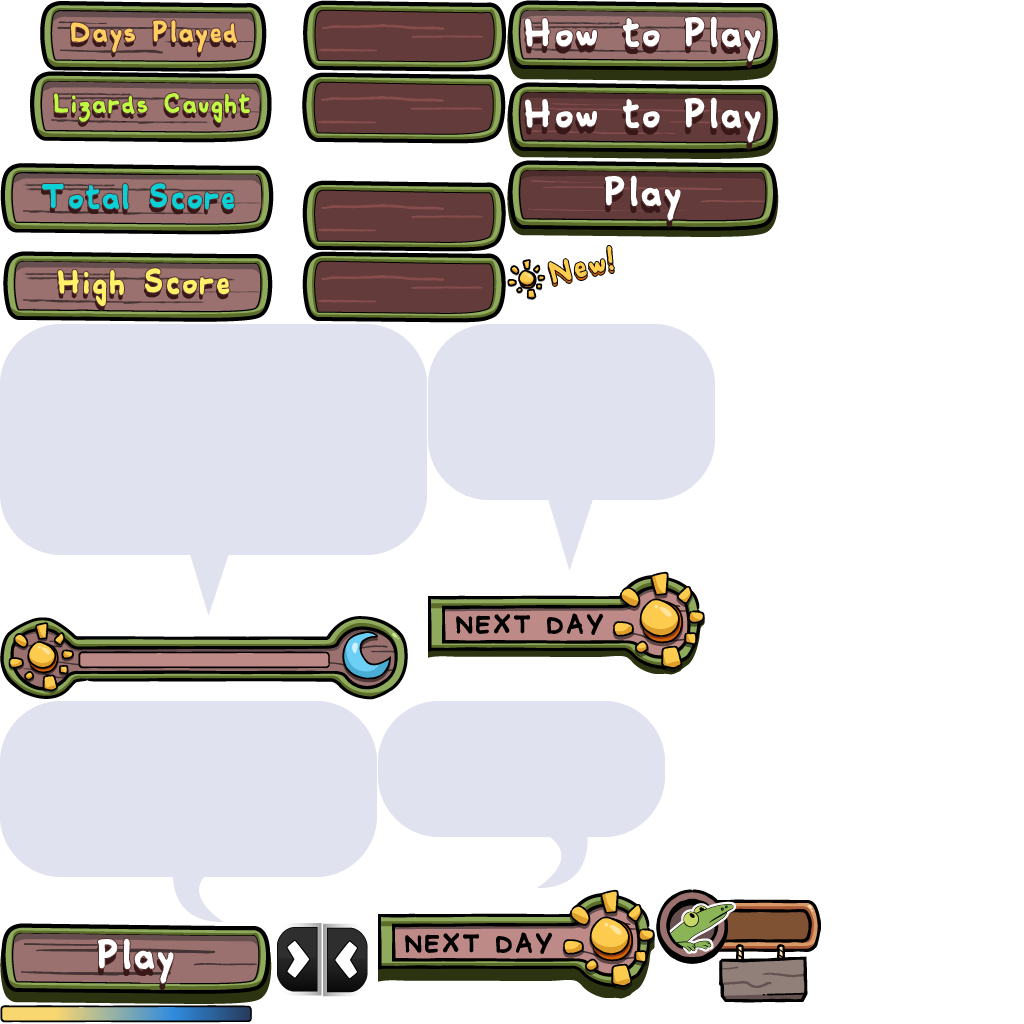 Days Played
How to Play
Lizards Caught
How to Play
Total Score
Play
High Score
New!
NEXT DAY
Play
NEXT DAY